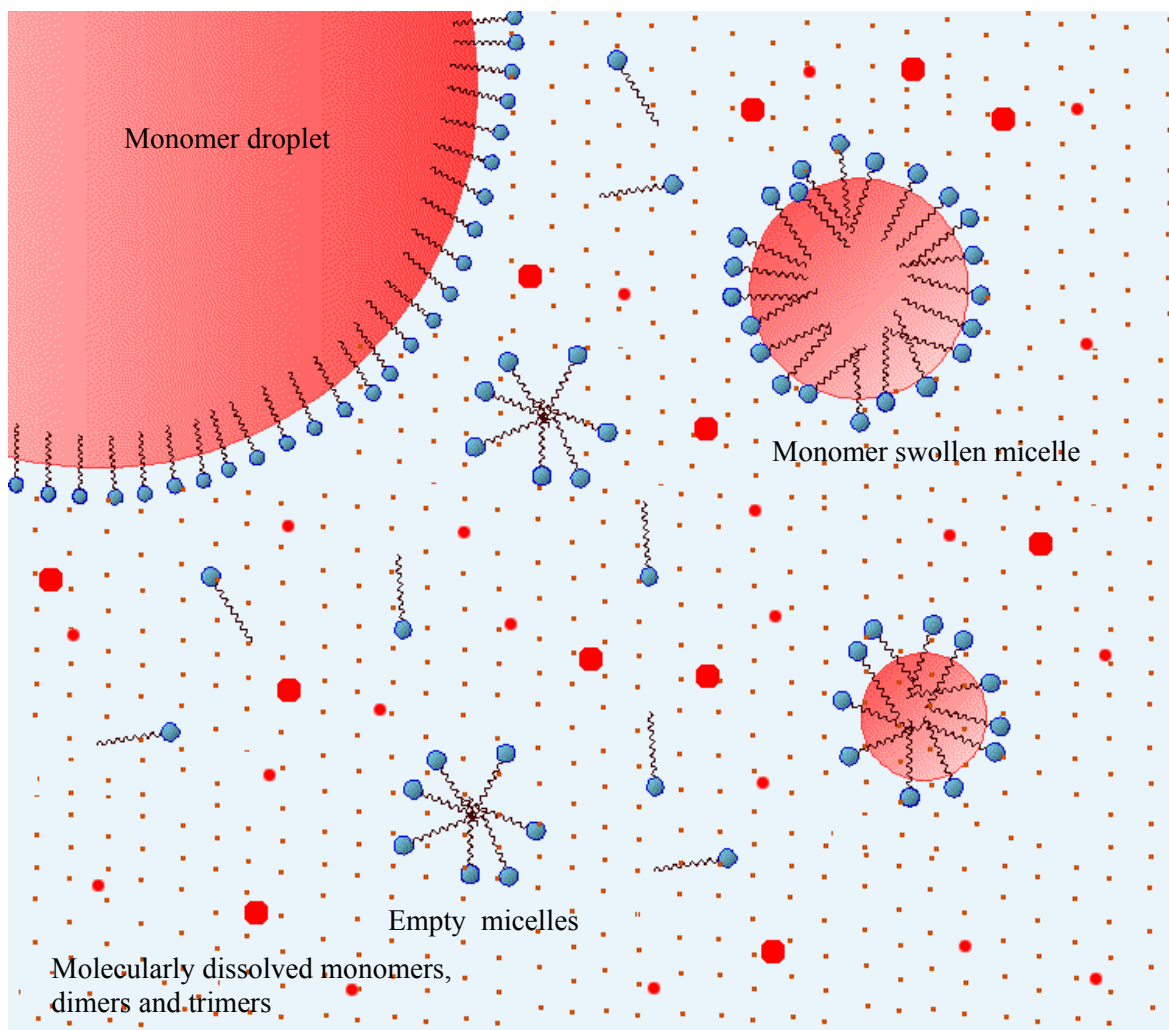 Monomer droplet
Monomer swollen micelle
Empty micelles
Molecularly dissolved monomers,
dimers and trimers